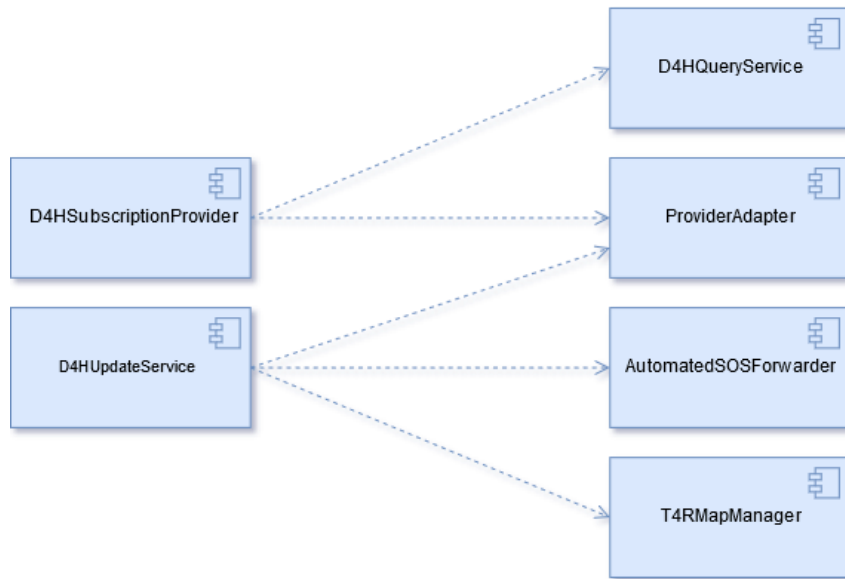 D4HQueryService
D4HSubscriptionProvider
ProviderAdapter
D4HUpdateService
AutomatedSOSForwarder
T4RMapManager